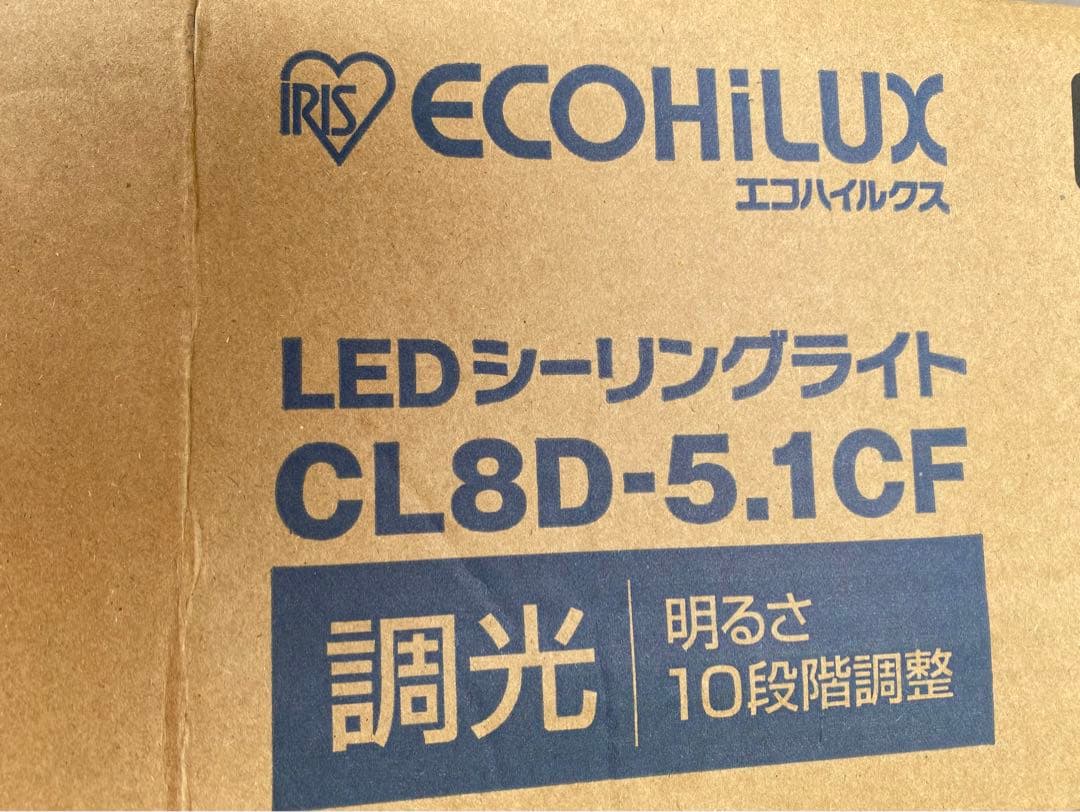 IRIS ECOHiLUX
エコハイルクス
LEDシーリングライト
CL8D-5.1CF
調光
明るさ
10段階調整